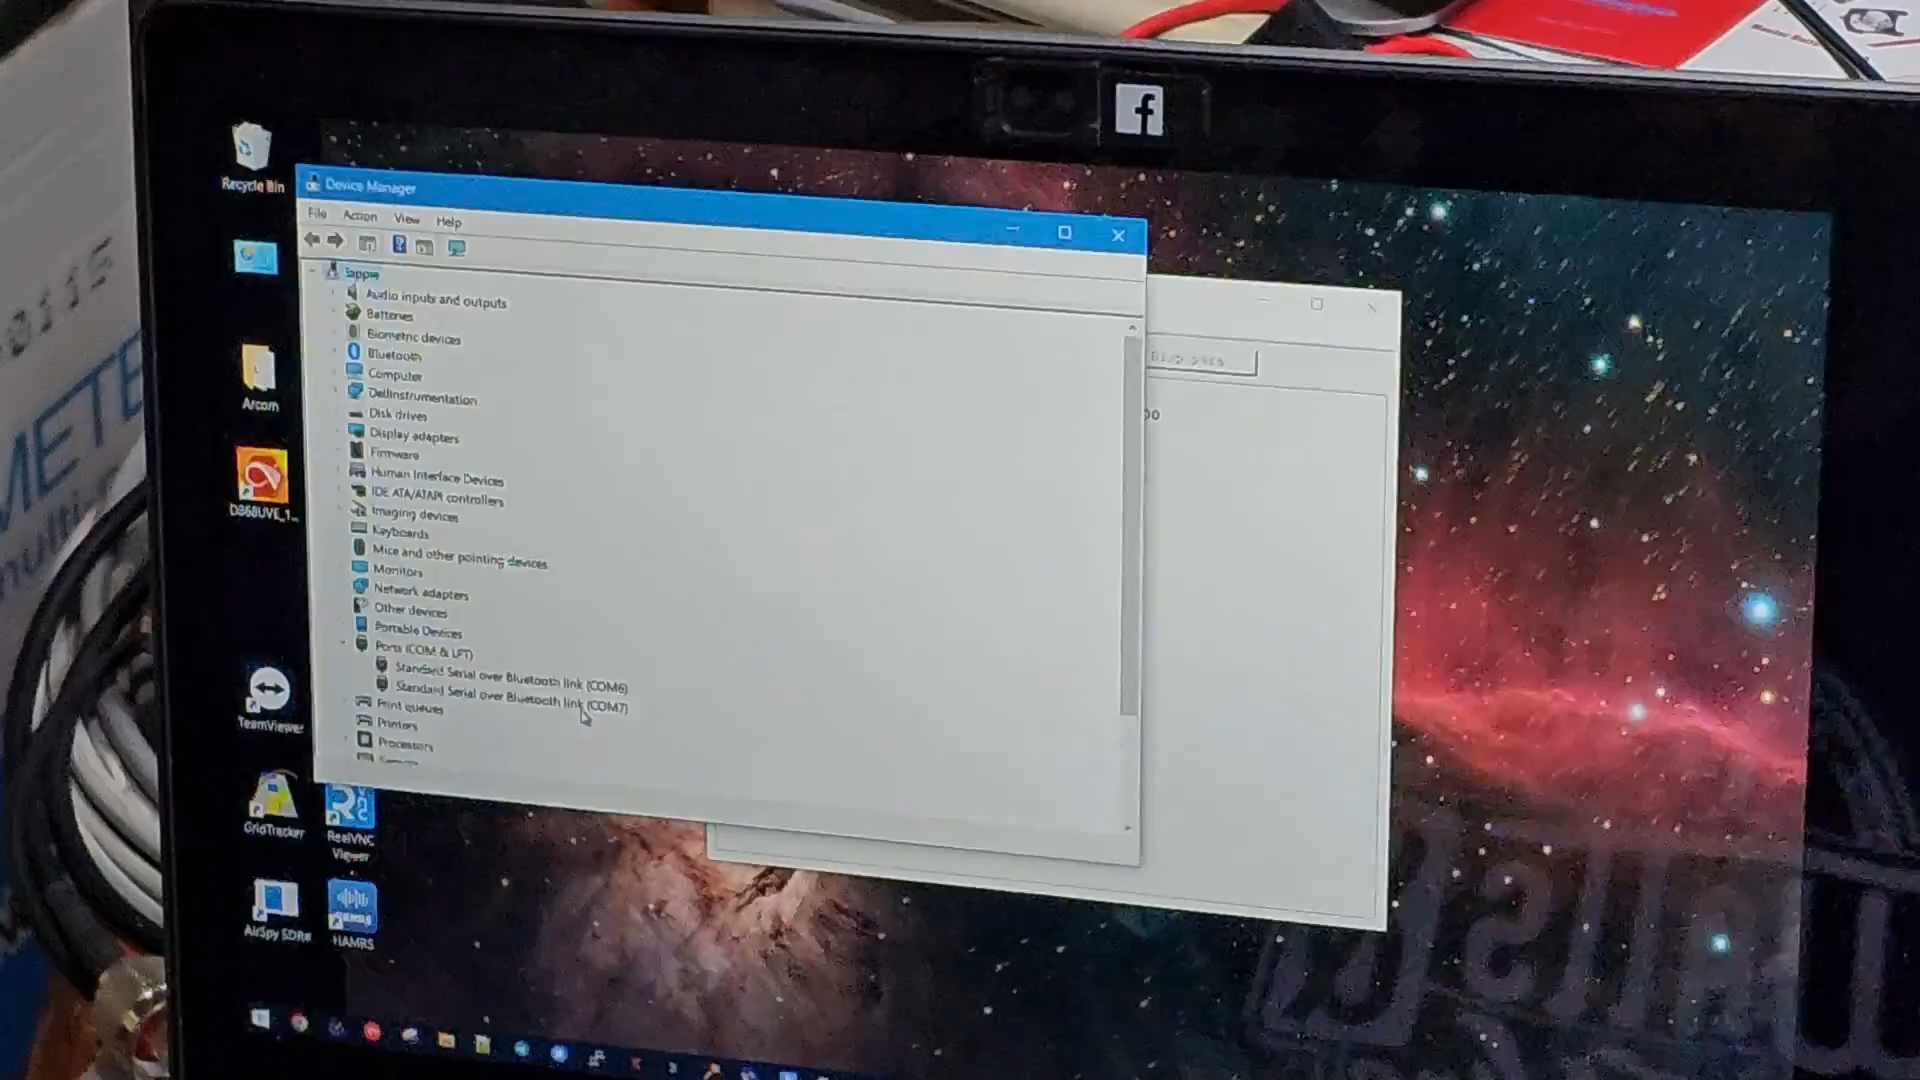 Recycle Bin
Arcom
TeamViewer
GridTracker
RealVNC
Viewer
AirSpy SDR#
HAMRS
Device Manager
File Action View Help
Audio inputs and outputs
Batteries
Biometric devices
Bluetooth
Computer
DellInstrumentation
Disk drives
Display adapters
Firmware
Human Interface Devices
IDE ATA/ATAPI controllers
Imaging devices
Keyboards
Mice and other pointing devices
Monitors
Network adapters
Other devices
Portable Devices
Ports (COM & LPT)
Standard Serial over Bluetooth link (COM6)
Standard Serial over Bluetooth link (COM7)
Print queues
Printers
Processors
f